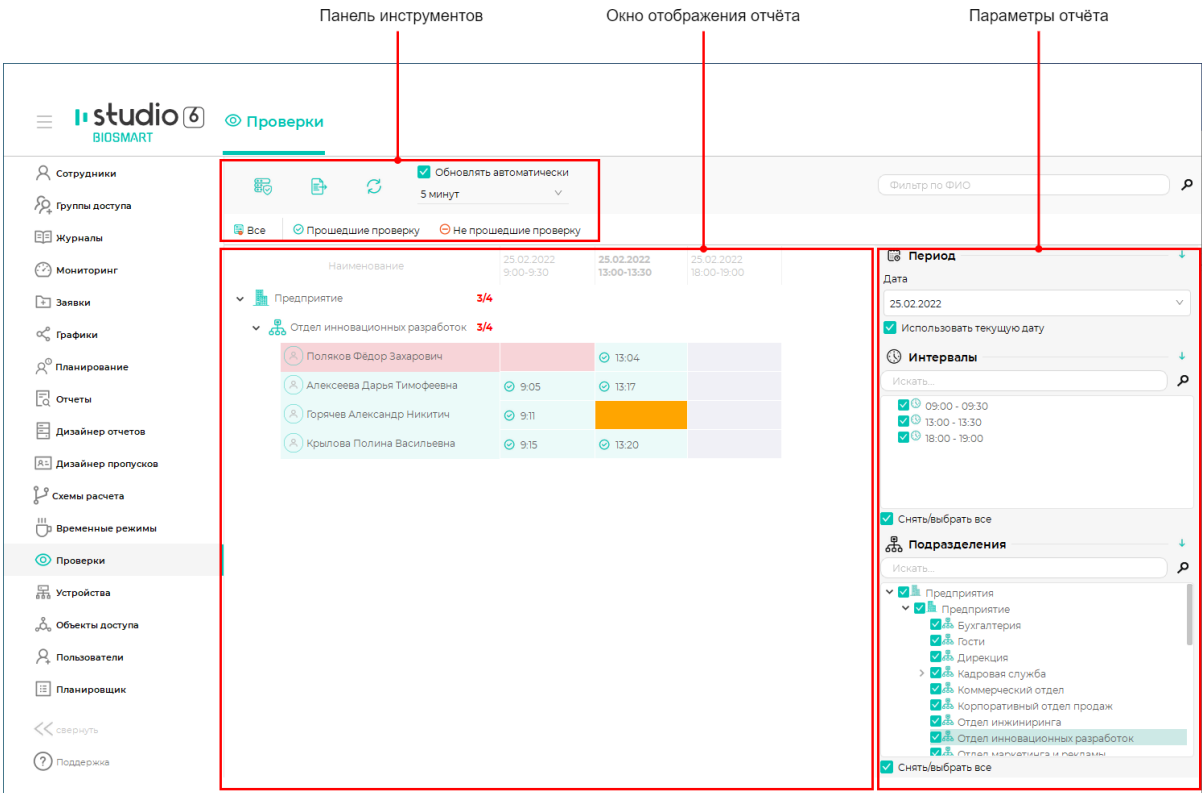 Панель инструментов
Окно отображения отчёта
Параметры отчёта
studio 6
BIOSMART
Проверки
Сотрудники
Группы доступа
Журналы
Мониторинг
Заявки
Графики
Планирование
Отчеты
Дизайнер отчетов
Дизайнер пропусков
Схемы расчета
Временные режимы
Проверки
Устройства
Объекты доступа
Пользователи
Планировщик
свернуть
Поддержка
Обновлять автоматически
5 минут
Фильтр по ФИО
Все
Прошедшие проверку
Не прошедшие проверку
Наименование
25.02.2022 25.02.2022 25.02.2022
9:00-9:30 13:00-13:30 18:00-19:00
Предприятие 3/4
Отдел инновационных разработок 3/4
Поляков Фёдор Захарович 13:04
Алексеева Дарья Тимофеевна 9:05 13:17
Горячев Александр Никитич 9:11
Крылова Полина Васильевна 9:15 13:20
Период
Дата
25.02.2022
Использовать текущую дату
Интервалы
Искать...
09:00 - 09:30
13:00 - 13:30
18:00 - 19:00
Снять/выбрать все
Подразделения
Искать...
Предприятия
Предприятие
Бухгалтерия
Гости
Дирекция
Кадровая служба
Коммерческий отдел
Корпоративный отдел продаж
Отдел инжиниринга
Отдел инновационных разработок
Отдел маркетинга и рекламы
Снять/выбрать все